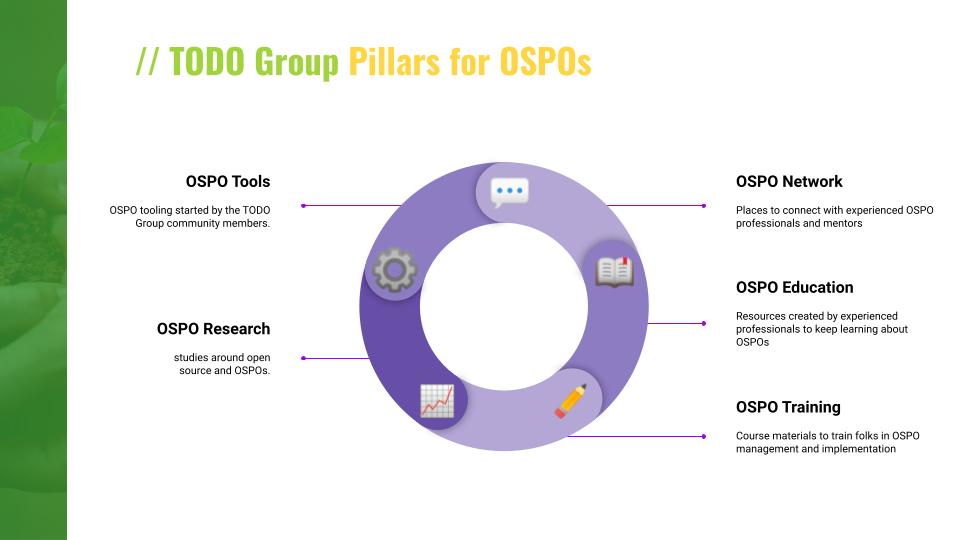 // TODO Group Pillars for OSPOs
OSPO Tools
OSPO tooling started by the TODO
Group community members.
OSPO Research
studies around open
source and OSPOs.
OSPO Network
Places to connect with experienced OSPO
professionals and mentors
OSPO Education
Resources created by experienced
professionals to keep learning about
OSPOs
OSPO Training
Course materials to train folks in OSPO
management and implementation